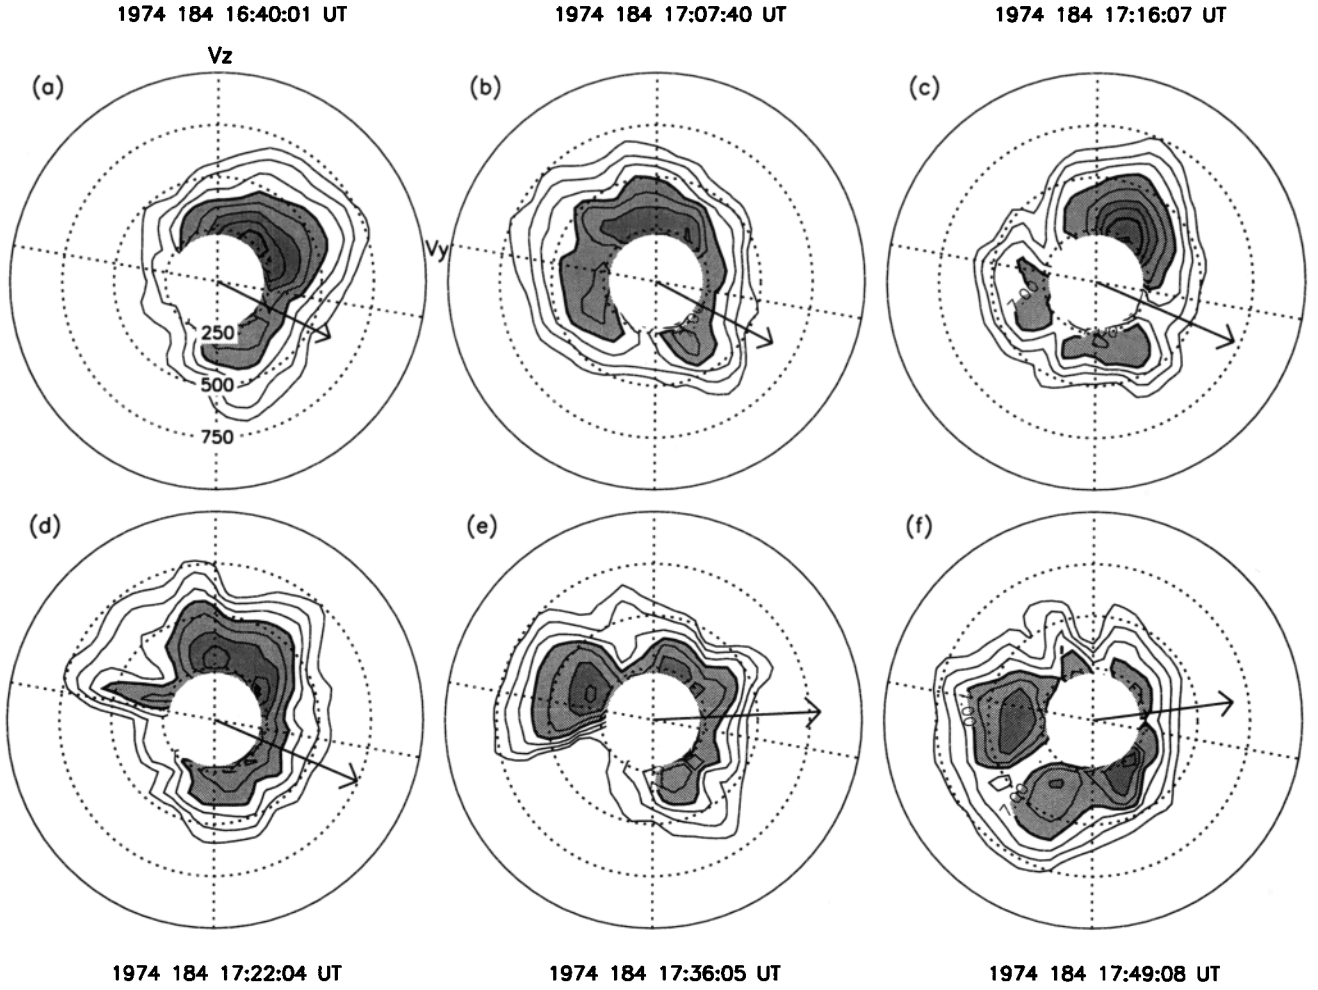 1974 184 16:40:01 UT
1974 184 17:07:40 UT
1974 184 17:16:07 UT
Vz
(a)
(b)
(c)
Vy
250
500
750
(d)
(e)
(f)
1974 184 17:22:04 UT
1974 184 17:36:05 UT
1974 184 17:49:08 UT